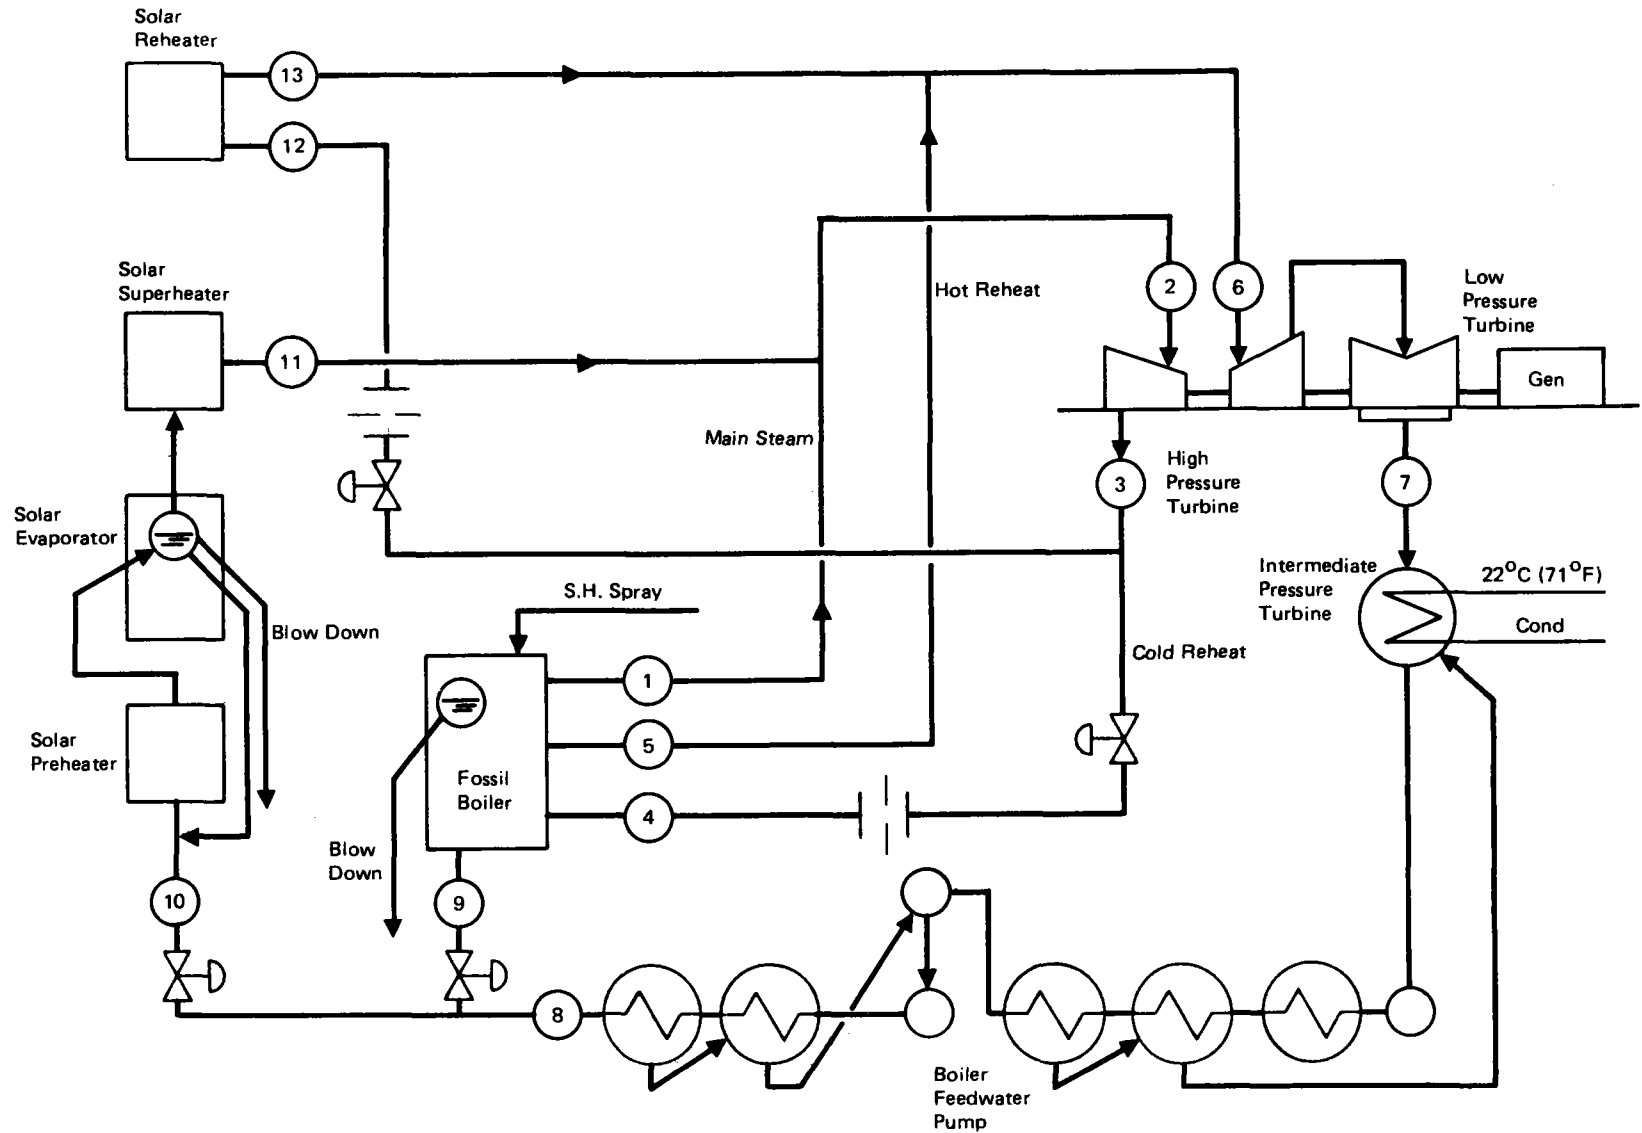 Solar
Reheater
13
12
Solar
Superheater
11
Hot Reheat
2
6
Low
Pressure
Turbine
Gen
Main Steam
High
Pressure
Turbine
3
7
Solar
Evaporator
Blow Down
S.H. Spray
Intermediate
Pressure
Turbine
22°C (71°F)
Cond
Cold Reheat
1
5
4
Fossil
Boiler
Solar
Preheater
Blow
Down
10
9
8
Boiler
Feedwater
Pump